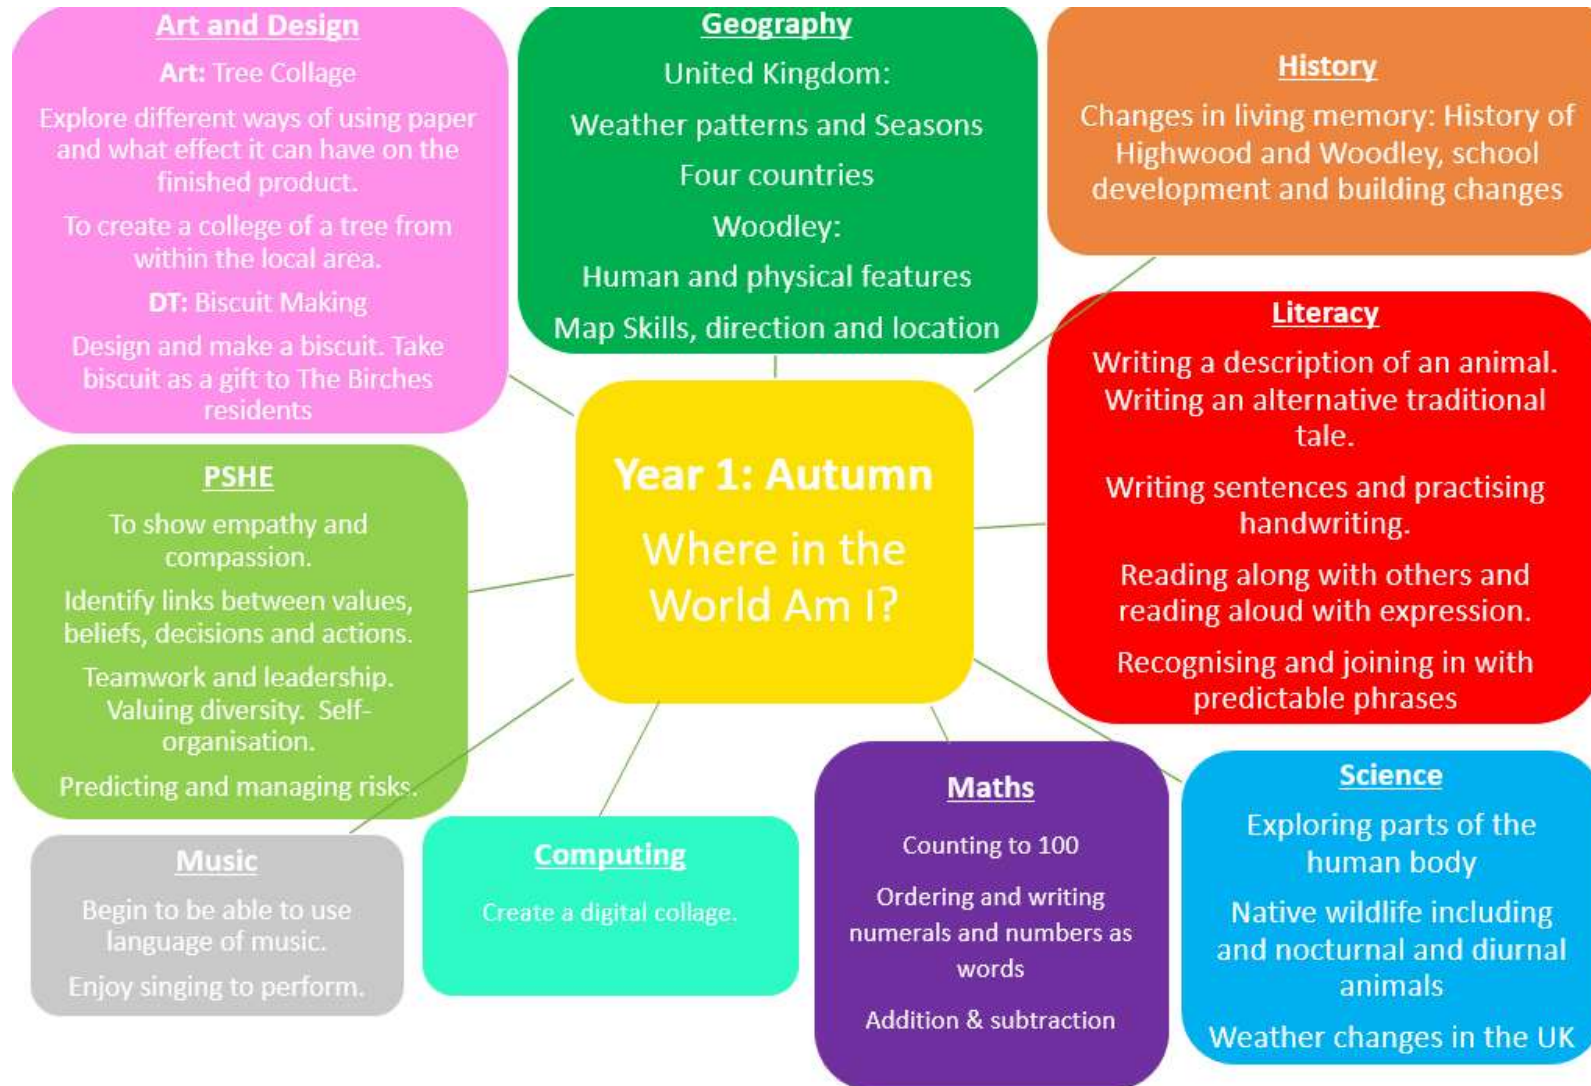 Art and Design
Art: Tree Collage
Explore different ways of using paper
and what effect it can have on the
finished product.
To create a college of a tree from
within the local area.
DT: Biscuit Making
Design and make a biscuit. Take
biscuit as a gift to The Birches
residents
Geography
United Kingdom:
Weather patterns and Seasons
Four countries
Woodley:
Human and physical features
Map Skills, direction and location
History
Changes in living memory: History of
Highwood and Woodley, school
development and building changes
Literacy
Writing a description of an animal.
Writing an alternative traditional
tale.
Writing sentences and practising
handwriting.
Reading along with others and
reading aloud with expression.
Recognising and joining in with
predictable phrases
Year 1: Autumn
Where in the
World Am I?
PSHE
To show empathy and
compassion.
Identify links between values,
beliefs, decisions and actions.
Teamwork and leadership.
Valuing diversity.  Self-
organisation.
Predicting and managing risks.
Music
Begin to be able to use
language of music.
Enjoy singing to perform.
Computing
Create a digital collage.
Maths
Counting to 100
Ordering and writing
numerals and numbers as
words
Addition & subtraction
Science
Exploring parts of the
human body
Native wildlife including
and nocturnal and diurnal
animals
Weather changes in the UK